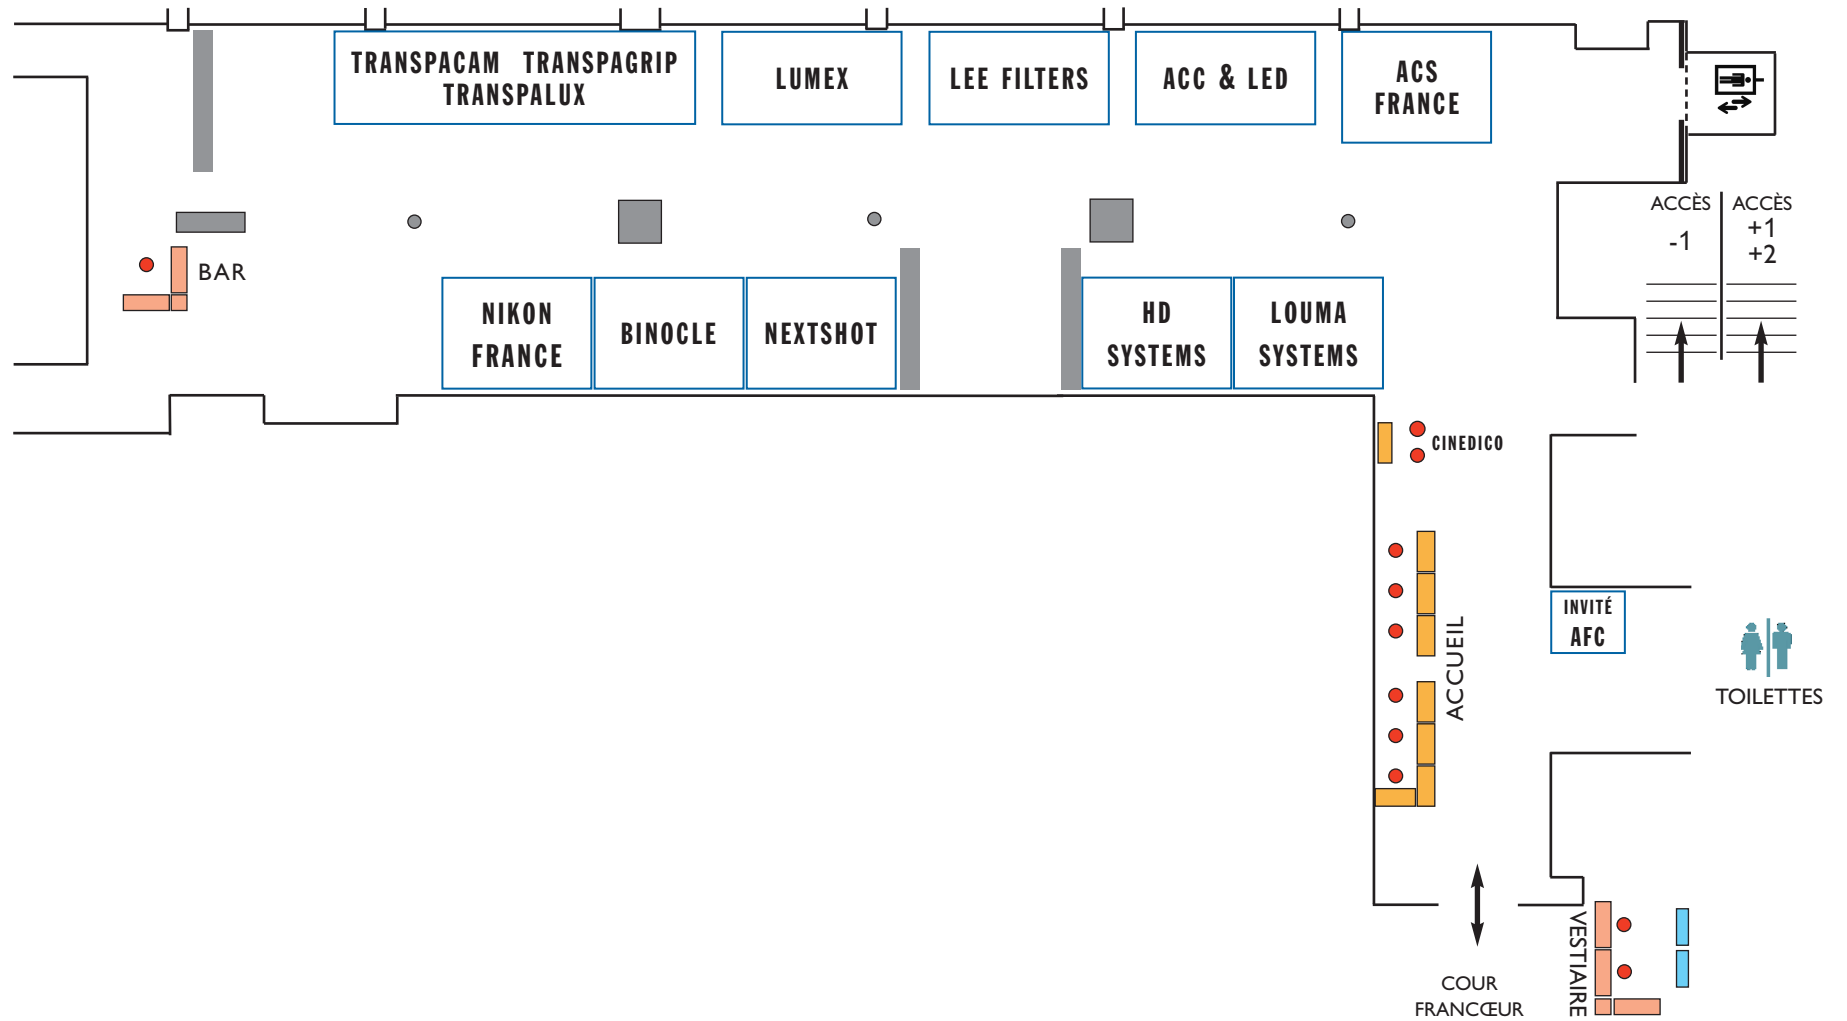 TRANSPACAM TRANSPAGRIP
TRANSPALUX
LUMEX
LEE FILTERS
ACC & LED
ACS
FRANCE
ACCÈS
-1
ACCÈS
+1
+2
BAR
NIKON
FRANCE
BINOCLE
NEXTSHOT
HD
SYSTEMS
LOUMA
SYSTEMS
CINEDICO
ACCUEIL
INVITÉ
AFC
TOILETTES
VESTIAIRE
COUR
FRANCŒUR